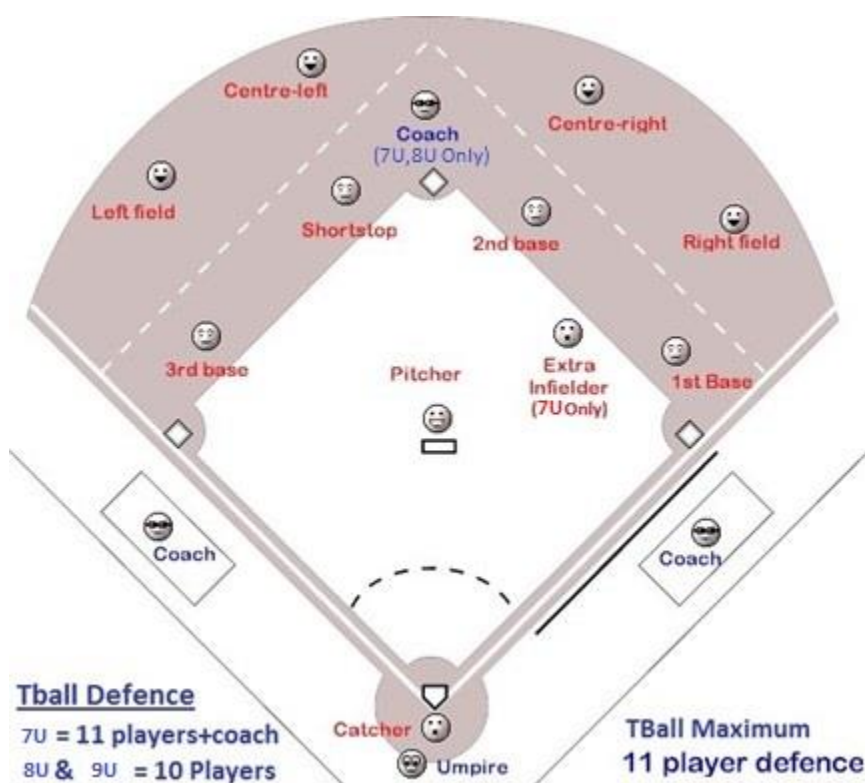 Centre-left
Centre-right
Coach
(7U,8U Only)
Left field
Shortstop
2nd base
Right field
3rd base
Pitcher
Extra
Infielder
(7U Only)
1st Base
Coach
Coach
Tball Defence
7U = 11 players+coach
8U & 9U = 10 Players
Catcher
Umpire
TBall Maximum
11 player defence